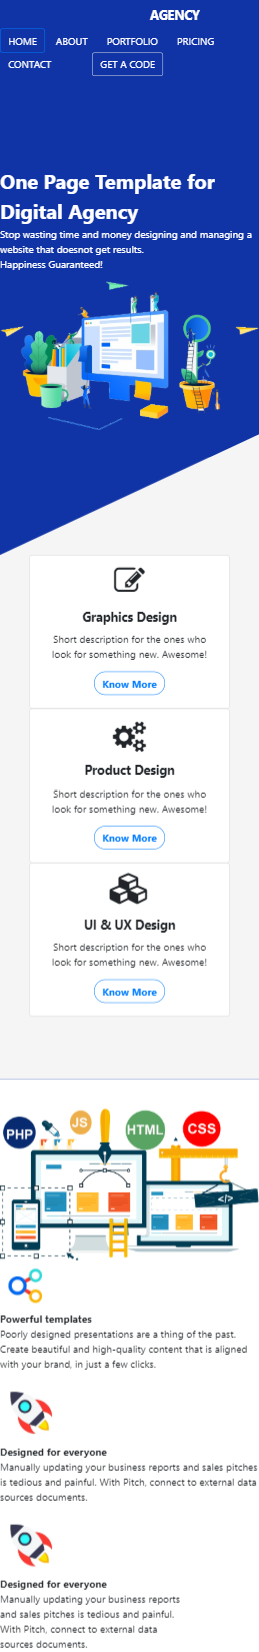 AGENCY
HOME ABOUT PORTFOLIO PRICING
CONTACT GET A CODE
One Page Template for
Digital Agency
Stop wasting time and money designing and managing a
website that doesnot get results.
Happiness Guaranteed!
Graphics Design
Short description for the ones who
look for something new. Awesome!
Know More
Product Design
Short description for the ones who
look for something new. Awesome!
Know More
UI & UX Design
Short description for the ones who
look for something new. Awesome!
Know More
PHP JS HTML CSS
</>
Powerful templates
Poorly designed presentations are a thing of the past.
Create beautiful and high-quality content that is aligned
with your brand, in just a few clicks.
Designed for everyone
Manually updating your business reports and sales pitches
is tedious and painful. With Pitch, connect to external data
sources documents.
Designed for everyone
Manually updating your business reports
and sales pitches is tedious and painful.
With Pitch, connect to external data
sources documents.